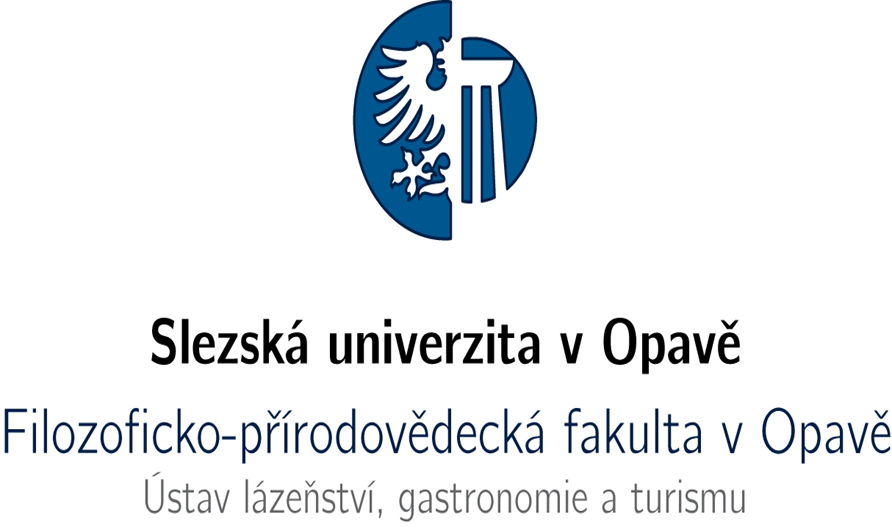 Slezská univerzita v Opavě
Filozoficko-přírodovědecká fakulta v Opavě
Ústav lázeňství, gastronomie a turismu